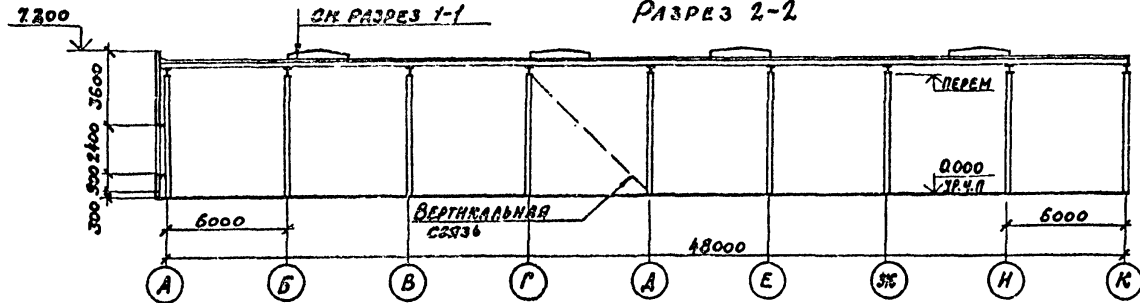 7.200
см РАЗРЕЗ 1-1
РАЗРЕЗ 2-2
3600
2400
900
300
ПЕРЕМ
0.000
УР.Ч.П
ВЕРТИКАЛЬНАЯ
СВЯЗЬ
6000
6000
48000
А Б В Г Д Е Ж И К